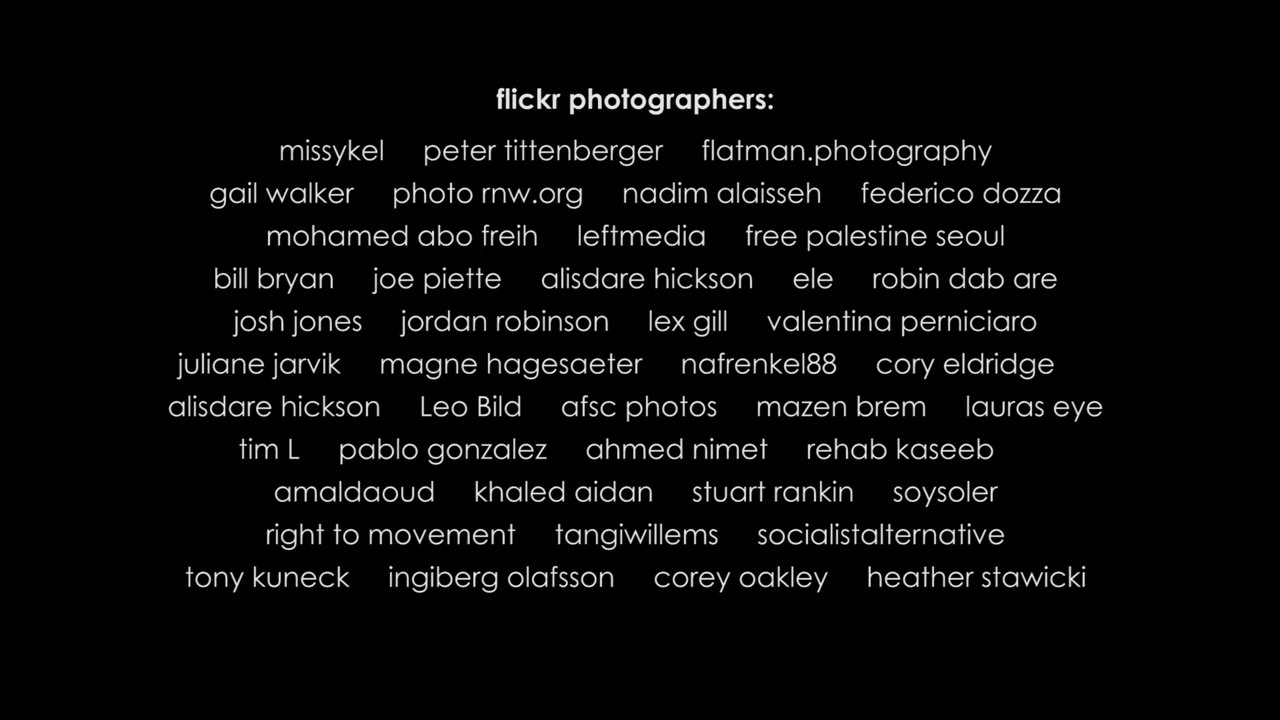 flickr photographers:
missykel peter tittenberger flatman.photography
gail walker photo rnw.org nadim alaisseh federico dozza
mohamed abo freih leftmedia free palestine seoul
bill bryan joe piette alisdare hickson ele robin dab are
josh jones jordan robinson lex gill valentina perniciaro
juliane jarvik magne hagesaeter nafrenkel88 cory eldridge
alisdare hickson Leo Bild afsc photos mazen brem lauras eye
tim L pablo gonzalez ahmed nimet rehab kaseeb
amaldaoud khaled aidan stuart rankin soysoler
right to movement tangiwillems socialistalternative
tony kuneck ingiberg olafsson corey oakley heather stawicki